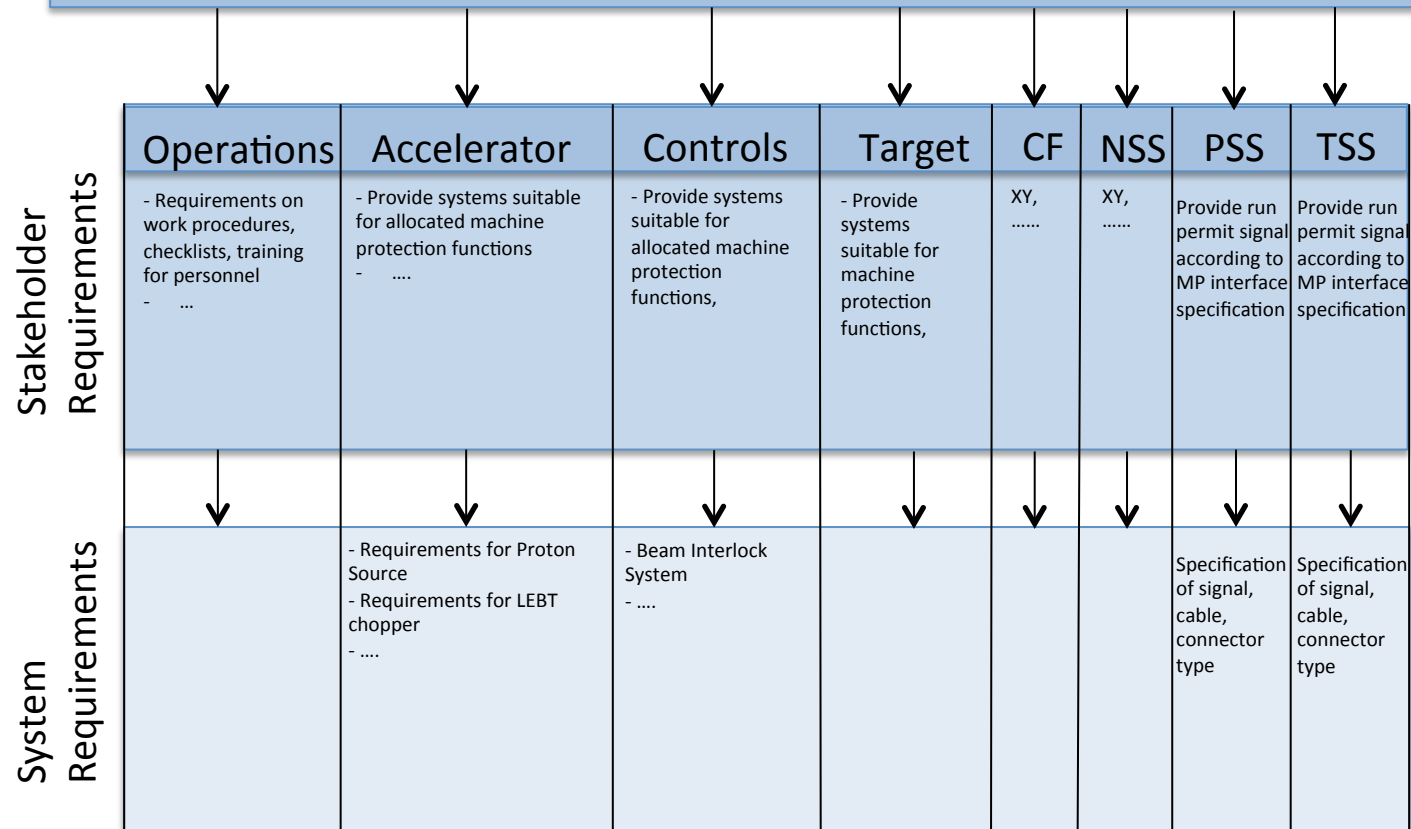 Stakeholder
Requirements
Operations
Accelerator
Controls
Target
CF
NSS
PSS
TSS
- Requirements on
work procedures,
checklists, training
for personnel
- ...
- Provide systems suitable
for allocated machine
protection functions
- ....
- Provide systems
suitable for
allocated machine
protection
functions,
- Provide
systems
suitable for
machine
protection
functions,
XY,
......
XY,
......
Provide run
permit signal
according to
MP interface
specification
Provide run
permit signal
according to
MP interface
specification
System
Requirements
- Requirements for Proton
Source
- Requirements for LEBT
chopper
- ....
- Beam Interlock
System
- ....
Specification
of signal,
cable,
connector
type
Specification
of signal,
cable,
connector
type